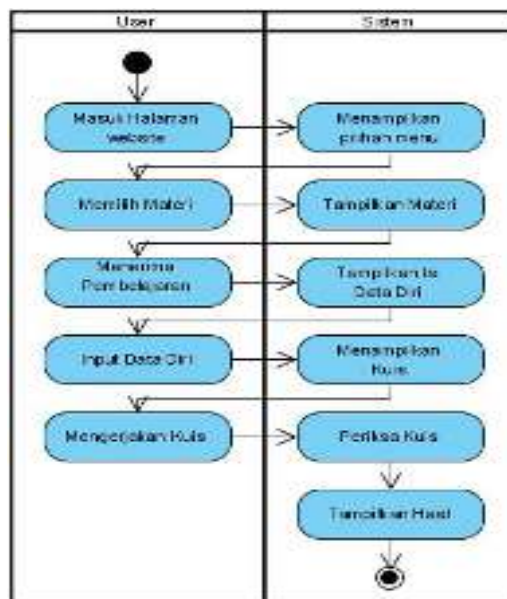 User
Sistem
Masuk Halaman
website
Menampilkan
pilihan menu
Memilih Materi
Tampilkan Materi
Menerima
Pembelajaran
Tampilkan Isi
Data Diri
Input Data Diri
Menampilkan
Kuis
Mengerjakan Kuis
Periksa Kuis
Tampilkan Hasil